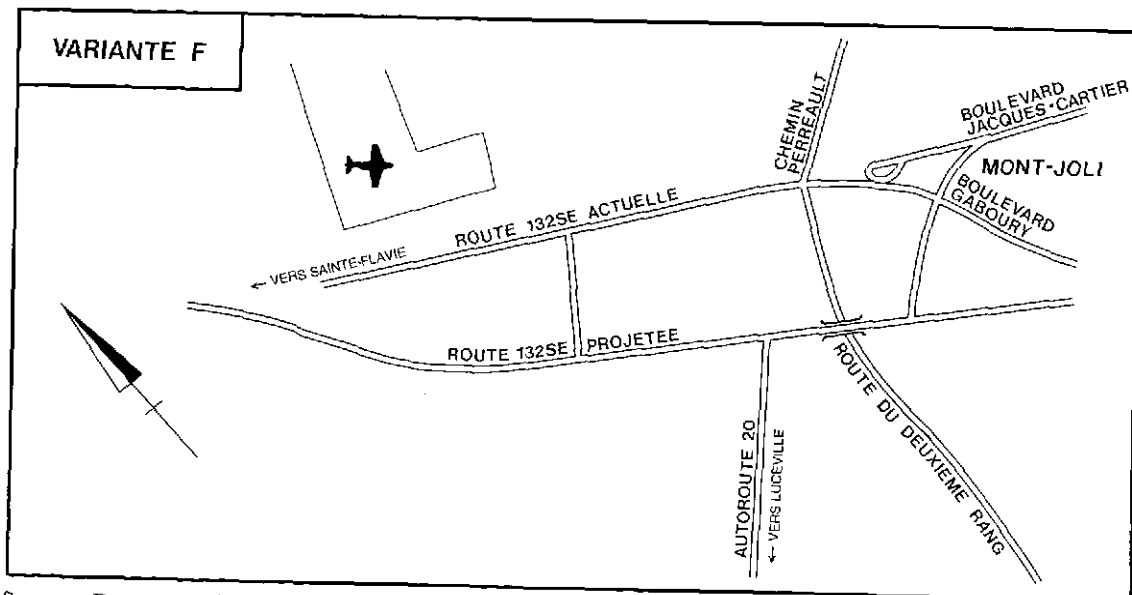 VARIANTE F
CHEMIN
PERREAULT
BOULEVARD
JACQUES-CARTIER
MONT-JOLI
BOULEVARD
GABOURY
ROUTE 132SE ACTUELLE
← VERS SAINTE-FLAVIE
ROUTE 132SE PROJETEE
ROUTE DU DEUXIEME RANG
AUTOROUTE 20
← VERS LUCEVILLE